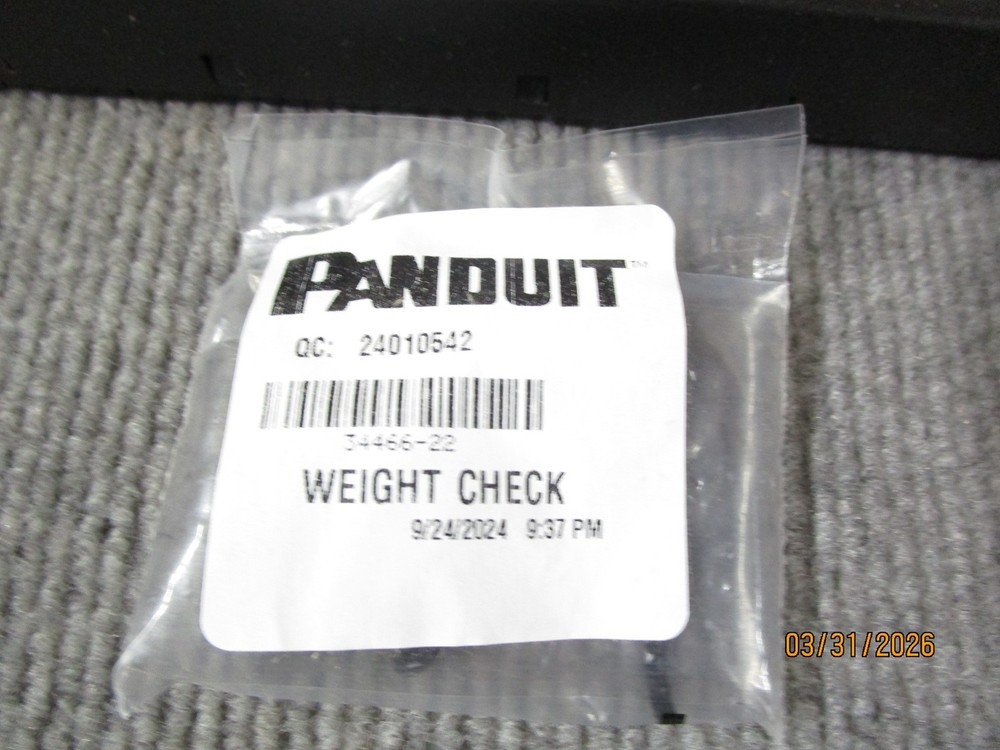 PANDUIT™
QC: 24010542
34466-22
WEIGHT CHECK
9/24/2024 9:37 PM
03/31/2026